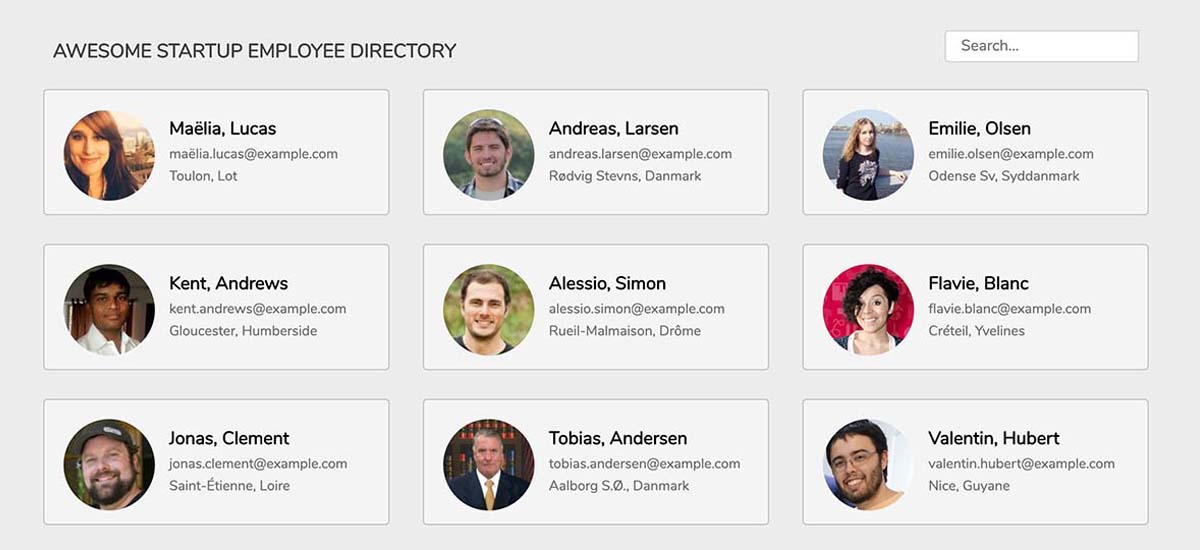 AWESOME STARTUP EMPLOYEE DIRECTORY
Search...
Maëlia, Lucas
maëlia.lucas@example.com
Toulon, Lot
Andreas, Larsen
andreas.larsen@example.com
Rødvig Stevns, Danmark
Emilie, Olsen
emilie.olsen@example.com
Odense Sv, Syddanmark
Kent, Andrews
kent.andrews@example.com
Gloucester, Humberside
Alessio, Simon
alessio.simon@example.com
Rueil-Malmaison, Drôme
Flavie, Blanc
flavie.blanc@example.com
Créteil, Yvelines
Jonas, Clement
jonas.clement@example.com
Saint-Étienne, Loire
Tobias, Andersen
tobias.andersen@example.com
Aalborg S.Ø., Danmark
Valentin, Hubert
valentin.hubert@example.com
Nice, Guyane